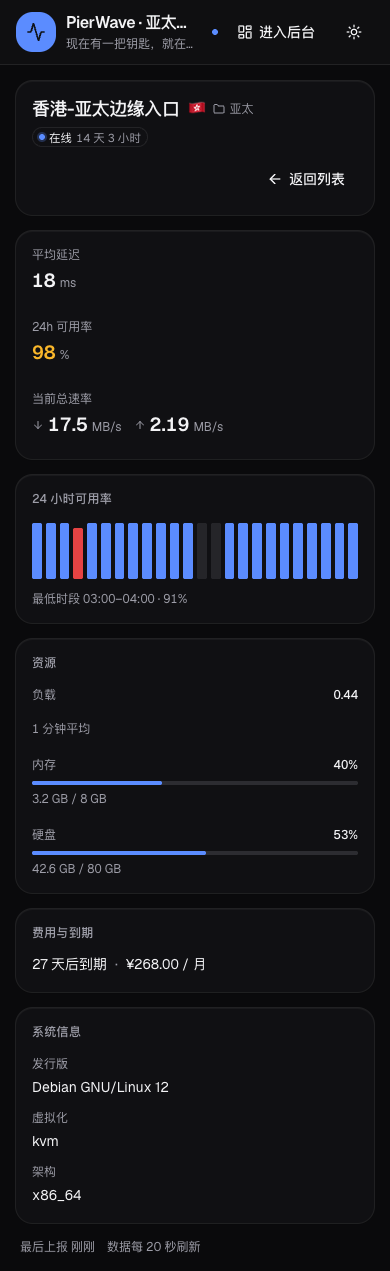 PierWave · 亚太...
现在有一把钥匙，就在...
进入后台
香港-亚太边缘入口 亚太
在线 14 天 3 小时
← 返回列表
平均延迟
18 ms
24h 可用率
98 %
当前总速率
↓ 17.5 MB/s ↑ 2.19 MB/s
24 小时可用率
最低时段 03:00–04:00 · 91%
资源
负载 0.44
1 分钟平均
内存 40%
3.2 GB / 8 GB
硬盘 53%
42.6 GB / 80 GB
费用与到期
27 天后到期 · ¥268.00 / 月
系统信息
发行版
Debian GNU/Linux 12
虚拟化
kvm
架构
x86_64
最后上报 刚刚 数据每 20 秒刷新